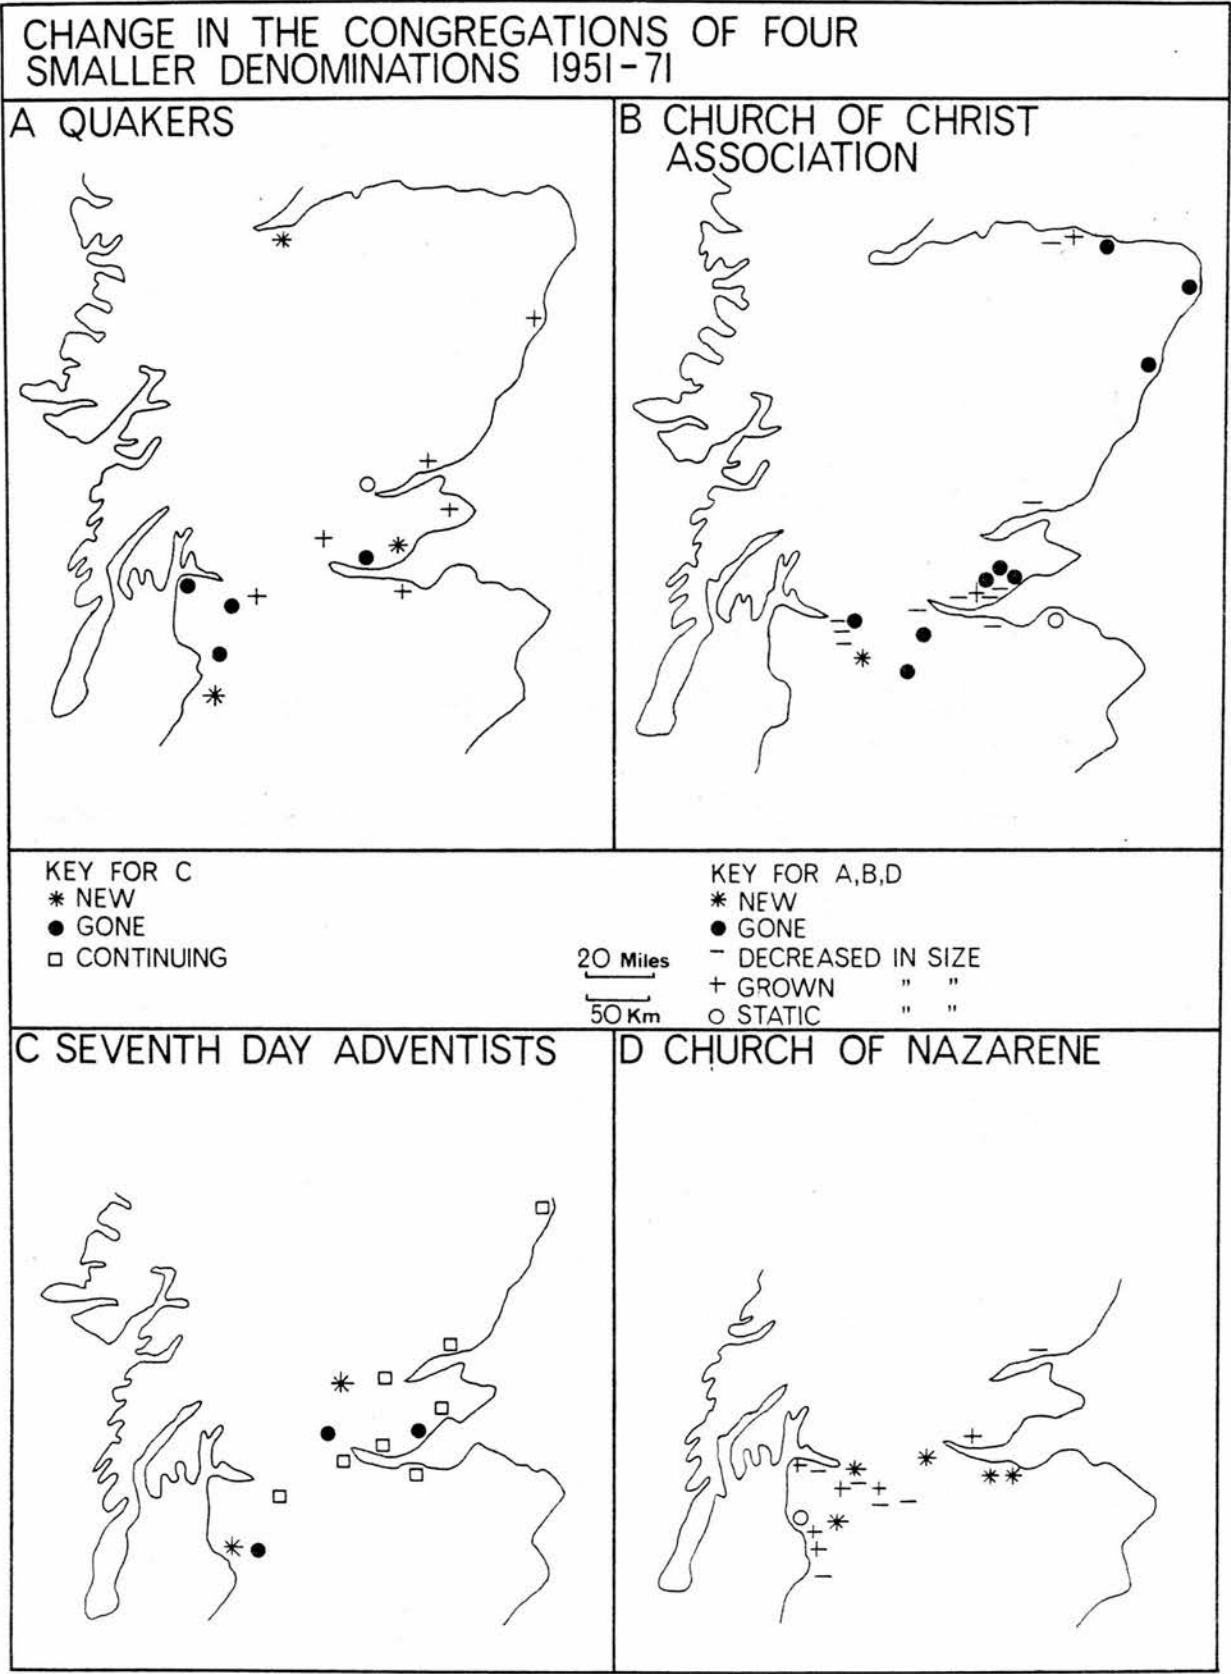 CHANGE IN THE CONGREGATIONS OF FOUR
SMALLER DENOMINATIONS 1951-71
A QUAKERS
B CHURCH OF CHRIST
ASSOCIATION
KEY FOR C
* NEW
● GONE
□ CONTINUING
20 Miles
50 Km
KEY FOR A,B,D
* NEW
● GONE
- DECREASED IN SIZE
+ GROWN " "
○ STATIC " "
C SEVENTH DAY ADVENTISTS
D CHURCH OF NAZARENE